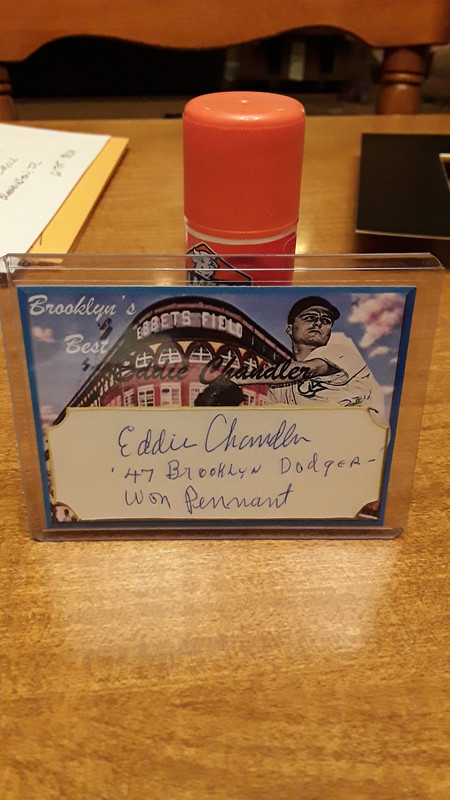 Brooklyn's
Best
EBBETS FIELD
Eddie Chandler
Eddie Chandler
'47 Brooklyn Dodger -
Won Pennant